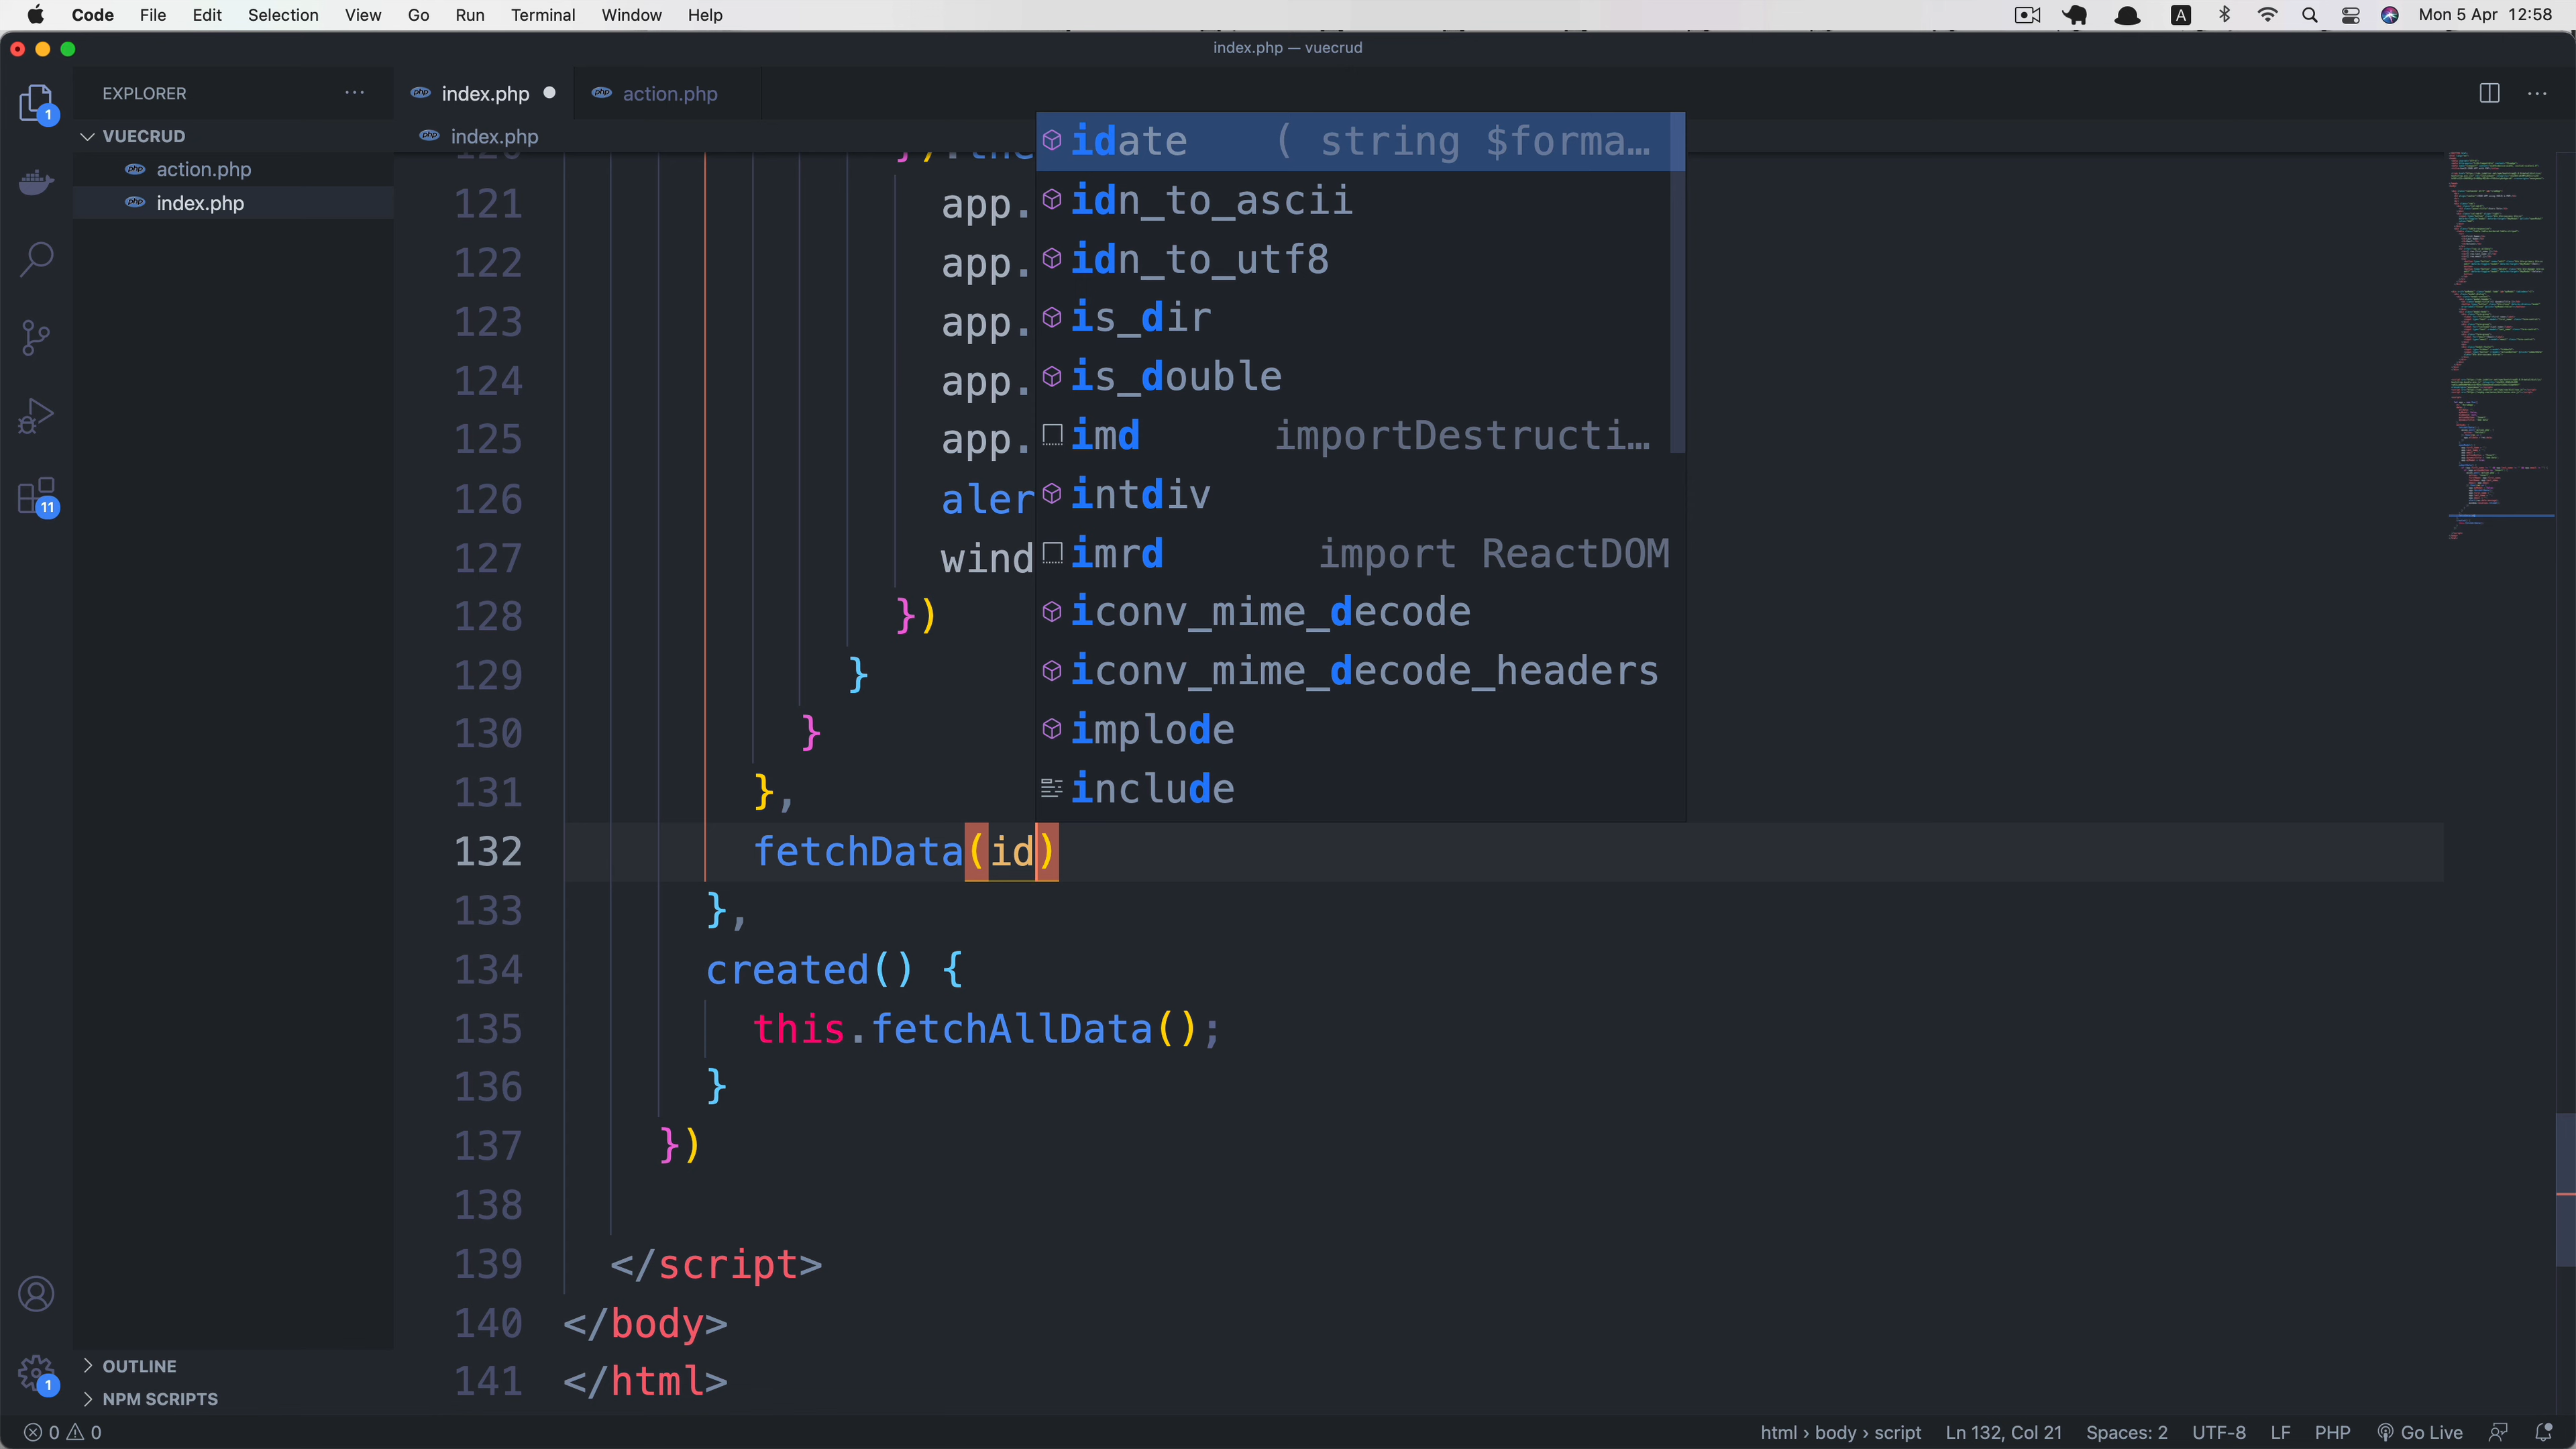 Code File Edit Selection View Go Run Terminal Window Help
A Mon 5 Apr 12:58
index.php — vuecrud
EXPLORER
VUECRUD
action.php
index.php
OUTLINE
NPM SCRIPTS
1
11
1
index.php
action.php
index.php
121 app.
122 app.
123 app.
124 app.
125 app.
126 aler
127 wind
128 })
129 }
130 }
131 },
132 fetchData(id)
133 },
134 created() {
135 this.fetchAllData();
136 }
137 })
138
139 </script>
140 </body>
141 </html>
idate ( string $forma…
idn_to_ascii
idn_to_utf8
is_dir
is_double
imd importDestructi…
intdiv
imrd import ReactDOM
iconv_mime_decode
iconv_mime_decode_headers
implode
include
0 0
html › body › script Ln 132, Col 21 Spaces: 2 UTF-8 LF PHP Go Live